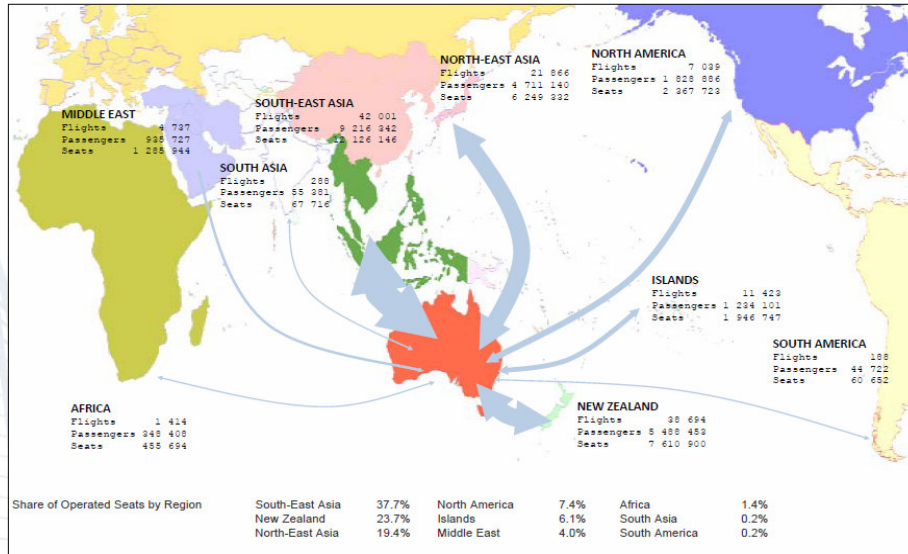 NORTH-EAST ASIA
Flights 21 866
Passengers 4 711 140
Seats 6 249 332
NORTH AMERICA
Flights 7 039
Passengers 1 828 886
Seats 2 367 723
SOUTH-EAST ASIA
Flights 42 001
Passengers 9 216 342
Seats 12 126 146
MIDDLE EAST
Flights 4 737
Passengers 938 727
Seats 1 285 944
SOUTH ASIA
Flights 288
Passengers 55 381
Seats 67 716
ISLANDS
Flights 11 423
Passengers 1 234 101
Seats 1 946 747
SOUTH AMERICA
Flights 188
Passengers 44 722
Seats 60 652
AFRICA
Flights 1 414
Passengers 348 408
Seats 455 694
NEW ZEALAND
Flights 38 694
Passengers 5 488 453
Seats 7 610 900
Share of Operated Seats by Region
South-East Asia 37.7% North America 7.4% Africa 1.4%
New Zealand 23.7% Islands 6.1% South Asia 0.2%
North-East Asia 19.4% Middle East 4.0% South America 0.2%